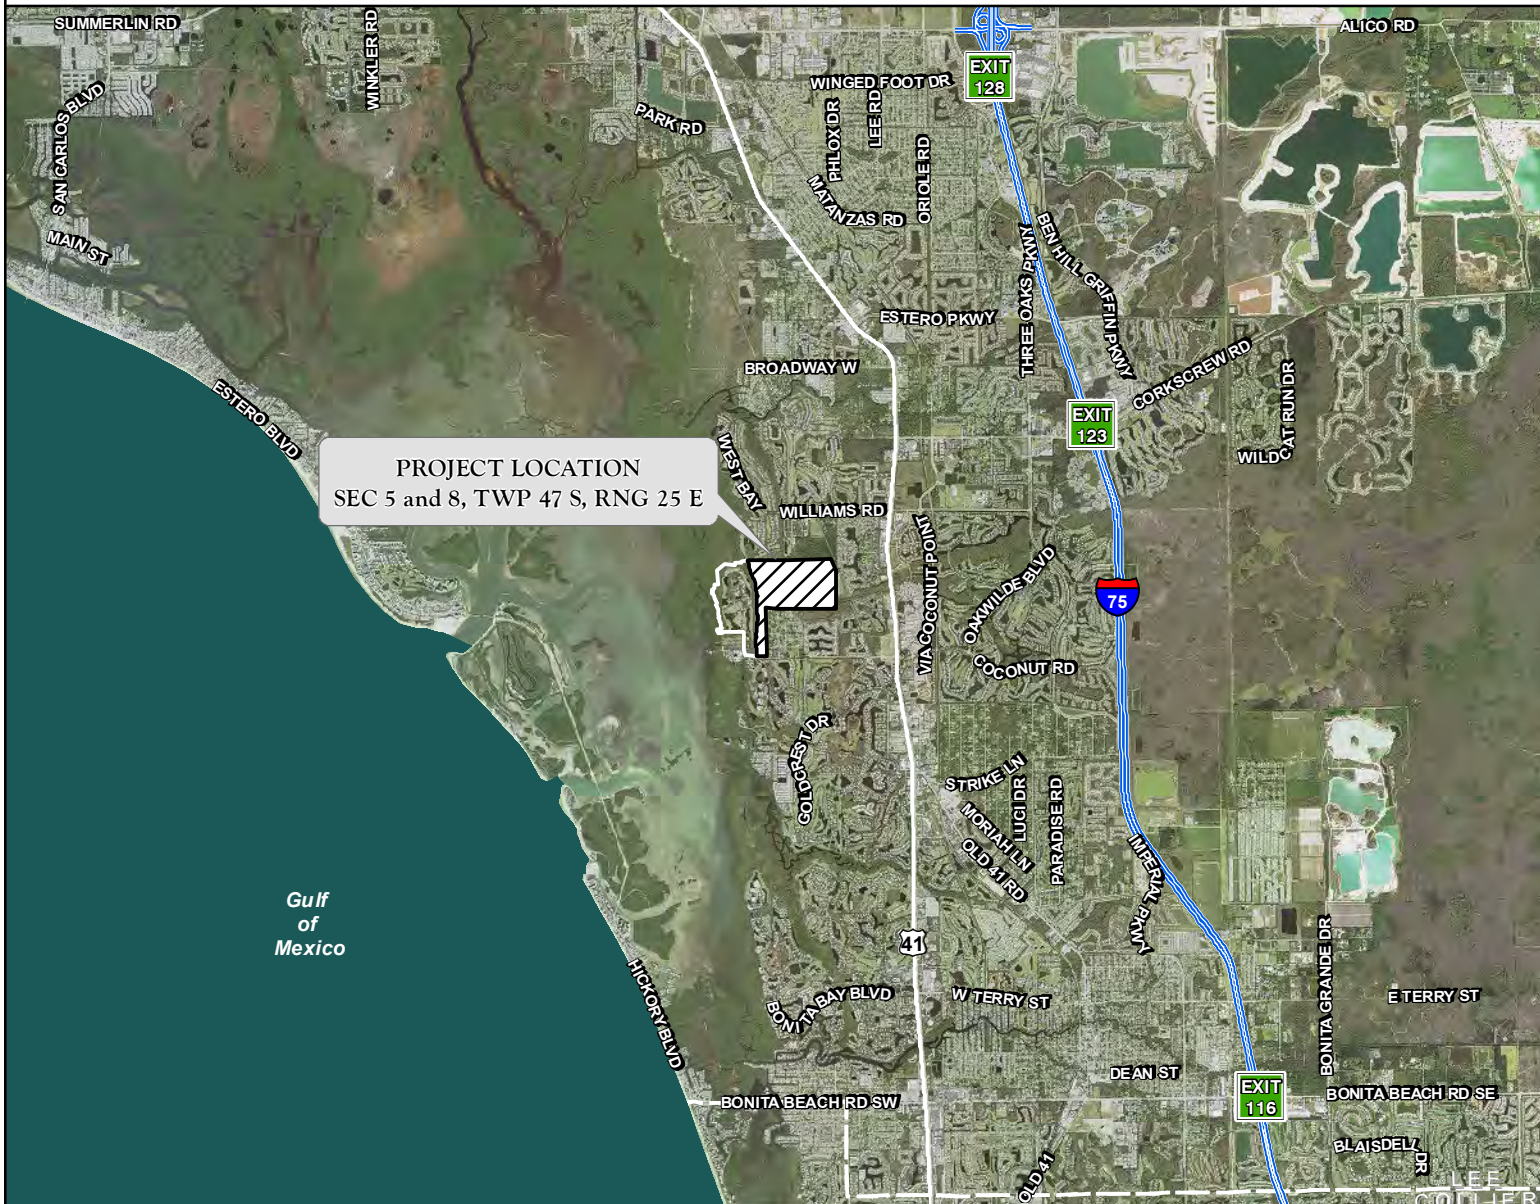 SUMMERLIN RD
WINKLER RD
ALICO RD
EXIT
128
WINGED FOOT DR
SAN CARLOS BLVD
PARK RD
PHLOX DR
LEE RD
ORIOLE RD
MATANZAS RD
MAIN ST
THREE OAKS PKWY
BEN HILL GRIFFIN PKWY
ESTERO PKWY
BROADWAY W
CORKSCREW RD
WILDCAT RUN DR
ESTERO BLVD
EXIT
123
WEST BAY
PROJECT LOCATION
SEC 5 and 8, TWP 47 S, RNG 25 E
WILLIAMS RD
VIA COCONUT POINT
OAKWILDE BLVD
75
COCONUT RD
GOLDCREST DR
STRIKE LN
LUCI DR
PARADISE RD
MORIAH LN
OLD 41 RD
IMPERIAL PKWY
Gulf
of
Mexico
41
HICKORY BLVD
BONITA BAY BLVD
W TERRY ST
BONITA GRANDE DR
E TERRY ST
DEAN ST
EXIT
116
BONITA BEACH RD SW
BONITA BEACH RD SE
BLAISDELL DR
OLD 41
LEE